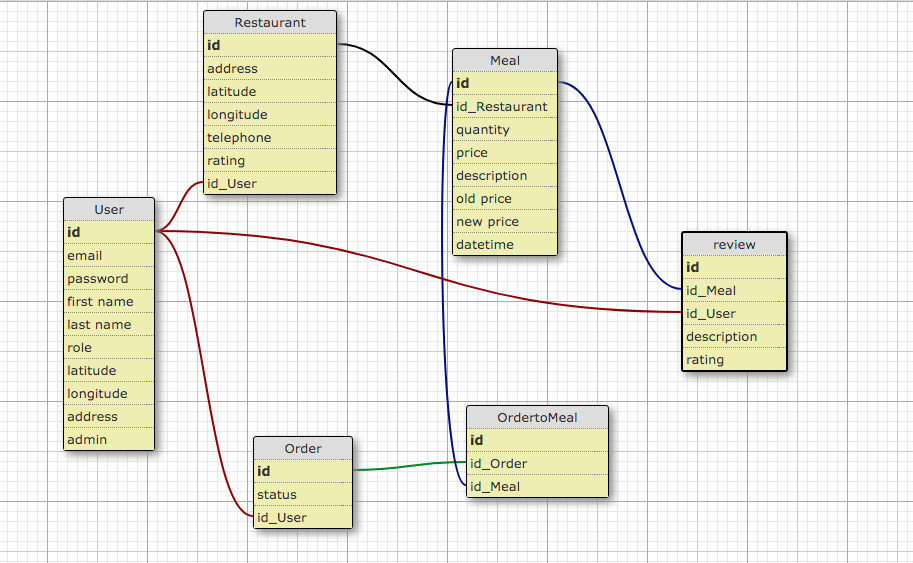 Restaurant
id
address
latitude
longitude
telephone
rating
id_User
Meal
id
id_Restaurant
quantity
price
description
old price
new price
datetime
User
id
email
password
first name
last name
role
latitude
longitude
address
admin
review
id
id_Meal
id_User
description
rating
Order
id
status
id_User
OrdertoMeal
id
id_Order
id_Meal